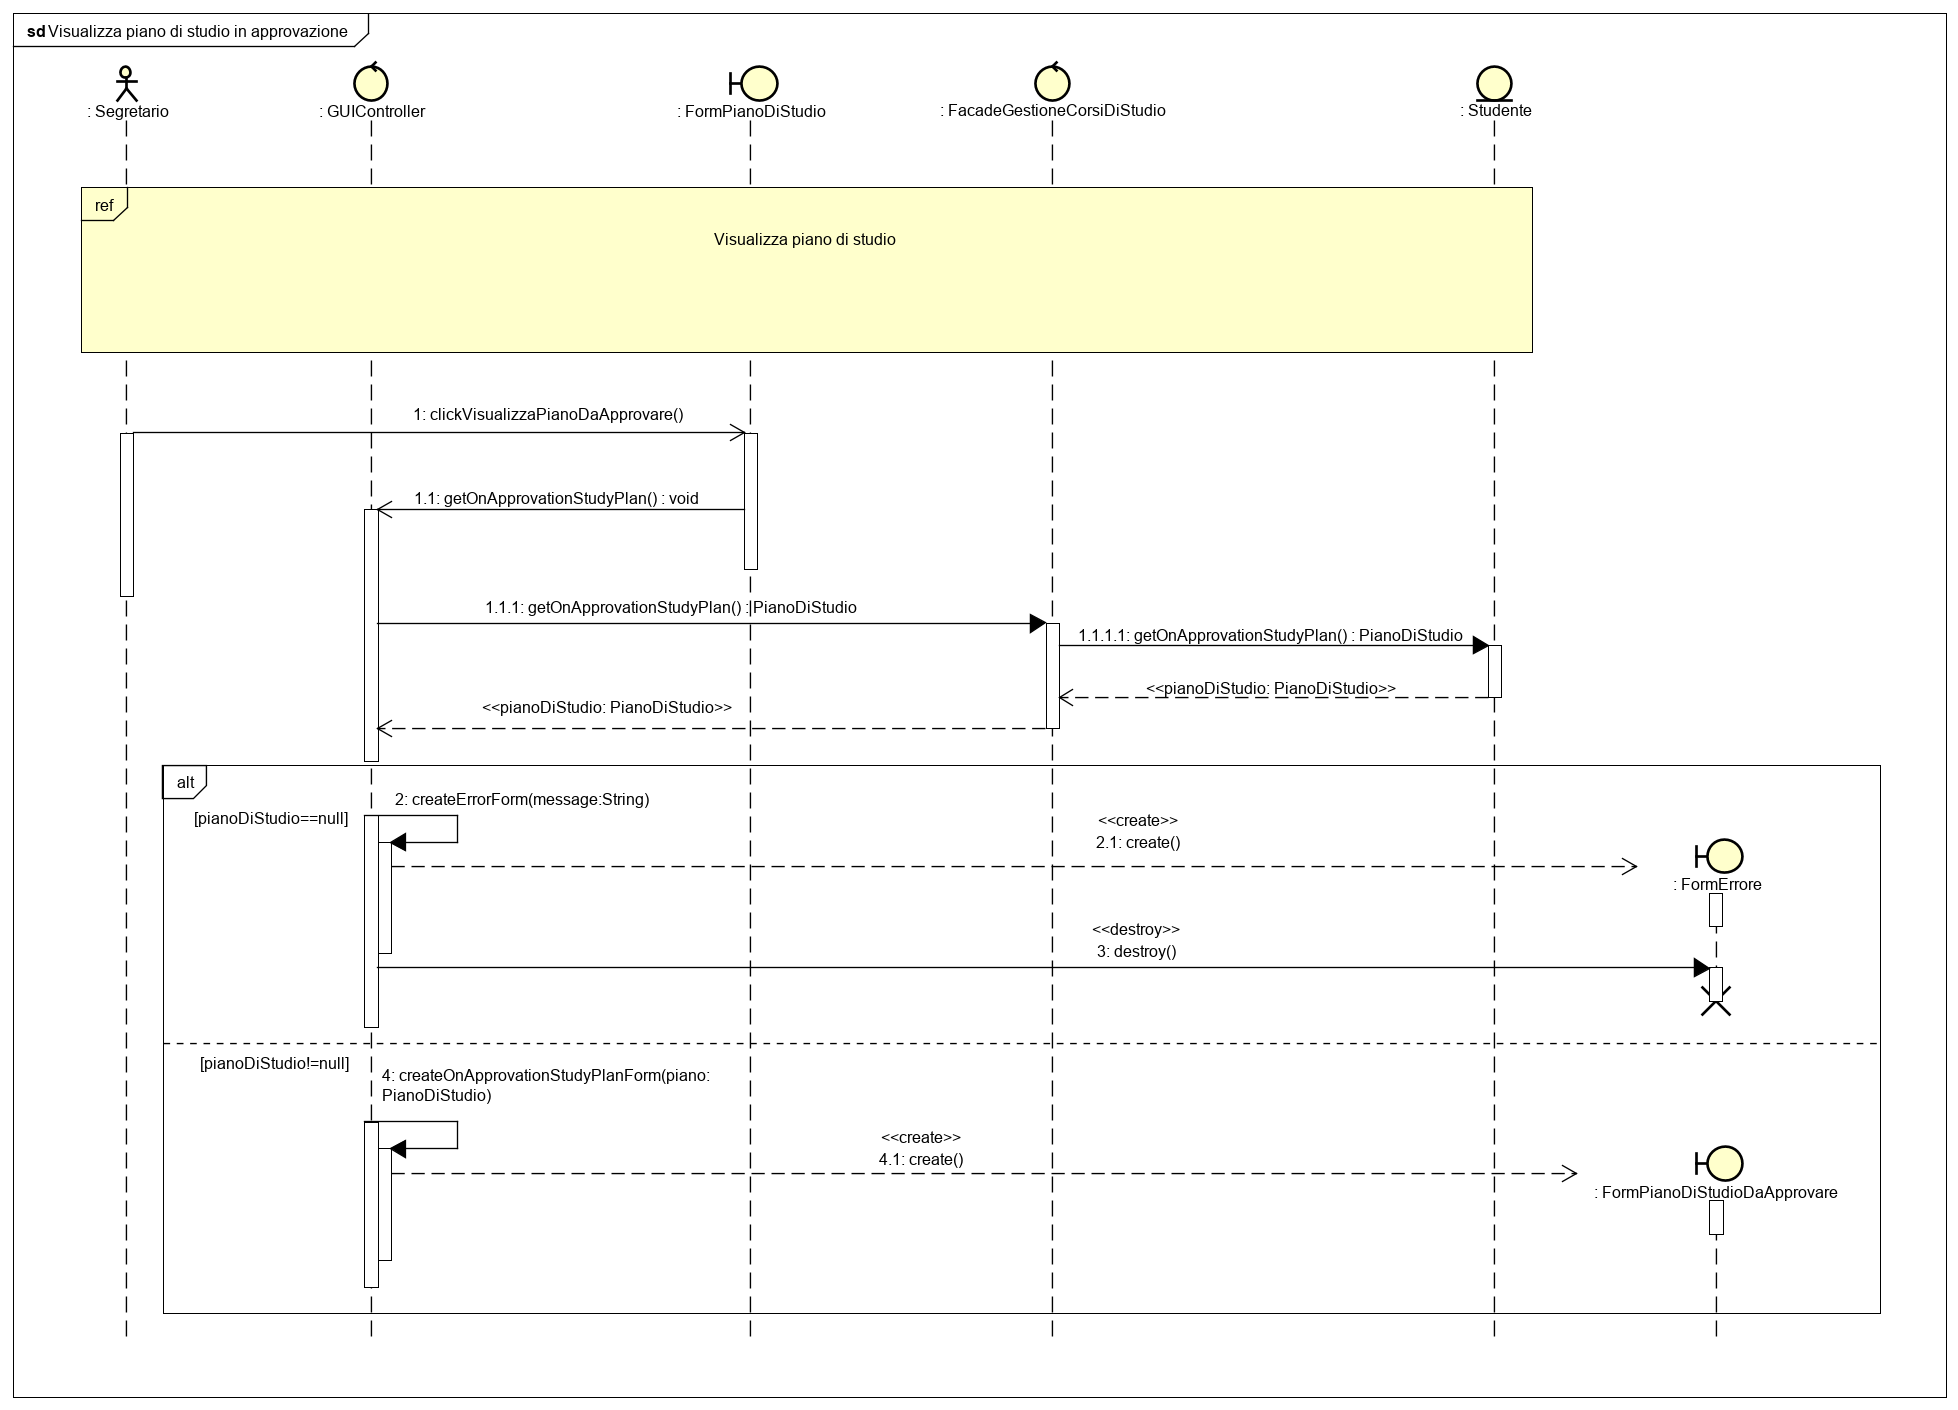 sd Visualizza piano di studio in approvazione
: Segretario
: GUIController
: FormPianoDiStudio
: FacadeGestioneCorsiDiStudio
: Studente
ref
Visualizza piano di studio
1: clickVisualizzaPianoDaApprovare()
1.1: getOnApprovationStudyPlan() : void
1.1.1: getOnApprovationStudyPlan() : PianoDiStudio
1.1.1.1: getOnApprovationStudyPlan() : PianoDiStudio
<<pianoDiStudio: PianoDiStudio>>
<<pianoDiStudio: PianoDiStudio>>
alt
2: createErrorForm(message:String)
[pianoDiStudio==null]
<<create>>
2.1: create()
: FormErrore
<<destroy>>
3: destroy()
[pianoDiStudio!=null]
4: createOnApprovationStudyPlanForm(piano:
PianoDiStudio)
<<create>>
4.1: create()
: FormPianoDiStudioDaApprovare